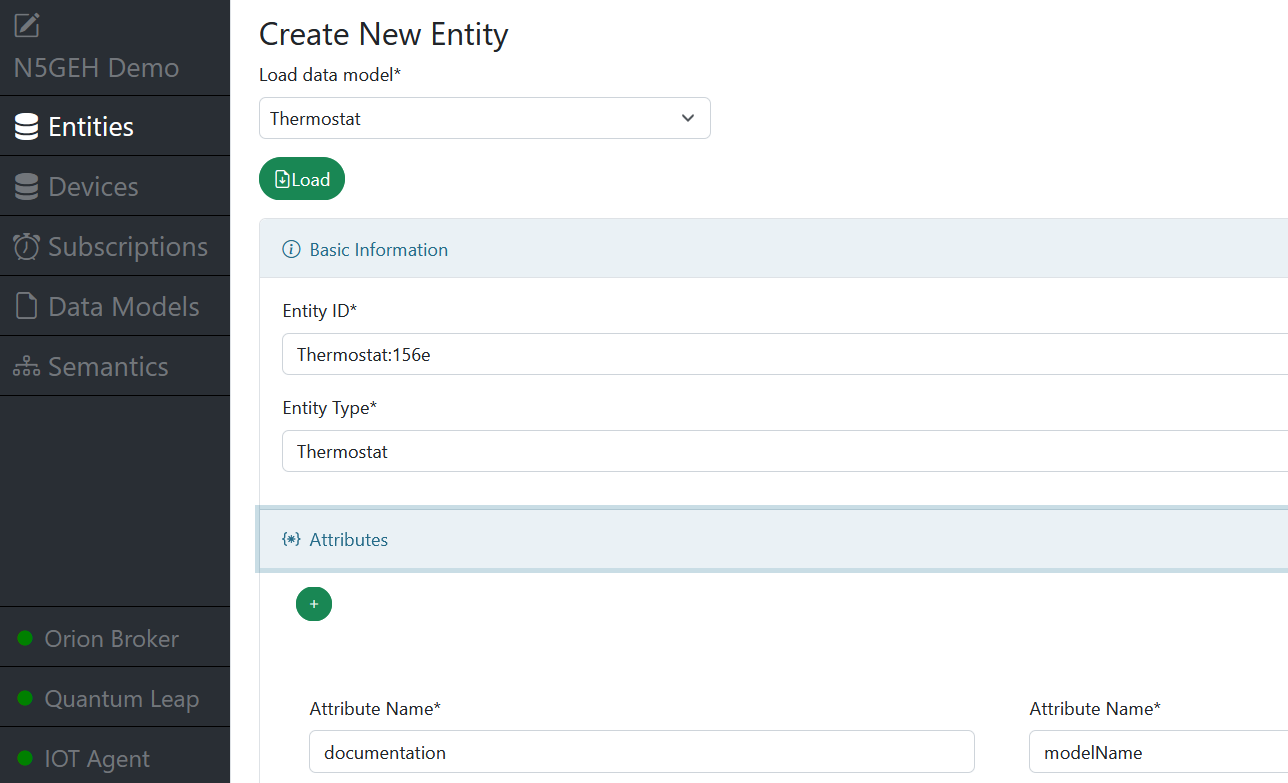 N5GEH Demo
Entities
Devices
Subscriptions
Data Models
Semantics
Orion Broker
Quantum Leap
IOT Agent
Create New Entity
Load data model*
Thermostat
Load
Basic Information
Entity ID*
Thermostat:156e
Entity Type*
Thermostat
Attributes
+
Attribute Name* Attribute Name*
documentation modelName